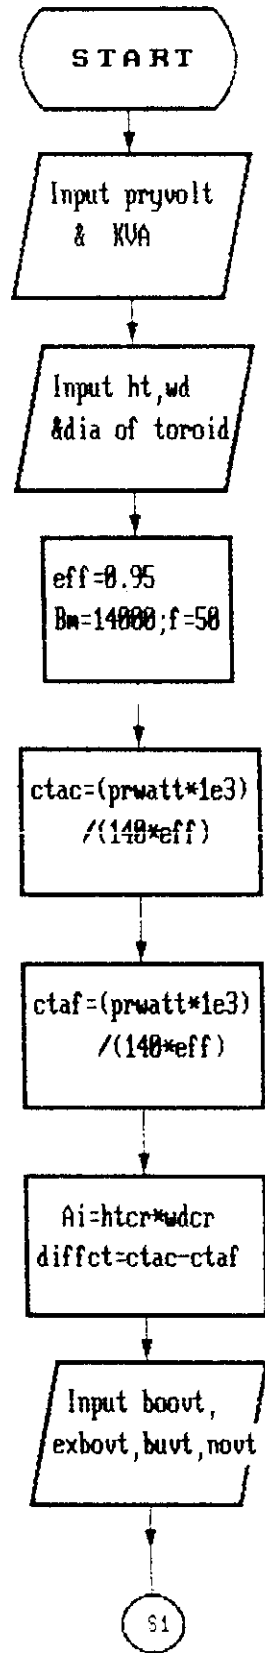 START
Input pryvolt
& KVA
Input ht,wd
&dia of toroid
eff=0.95
Bm=14000;f=50
ctac=(prwatt*1e3)
/(140*eff)
ctaf=(prwatt*1e3)
/(140*eff)
Ai=htcr*wdcr
diffct=ctac-ctaf
Input boovt,
exbovt,buvt,novt
S1